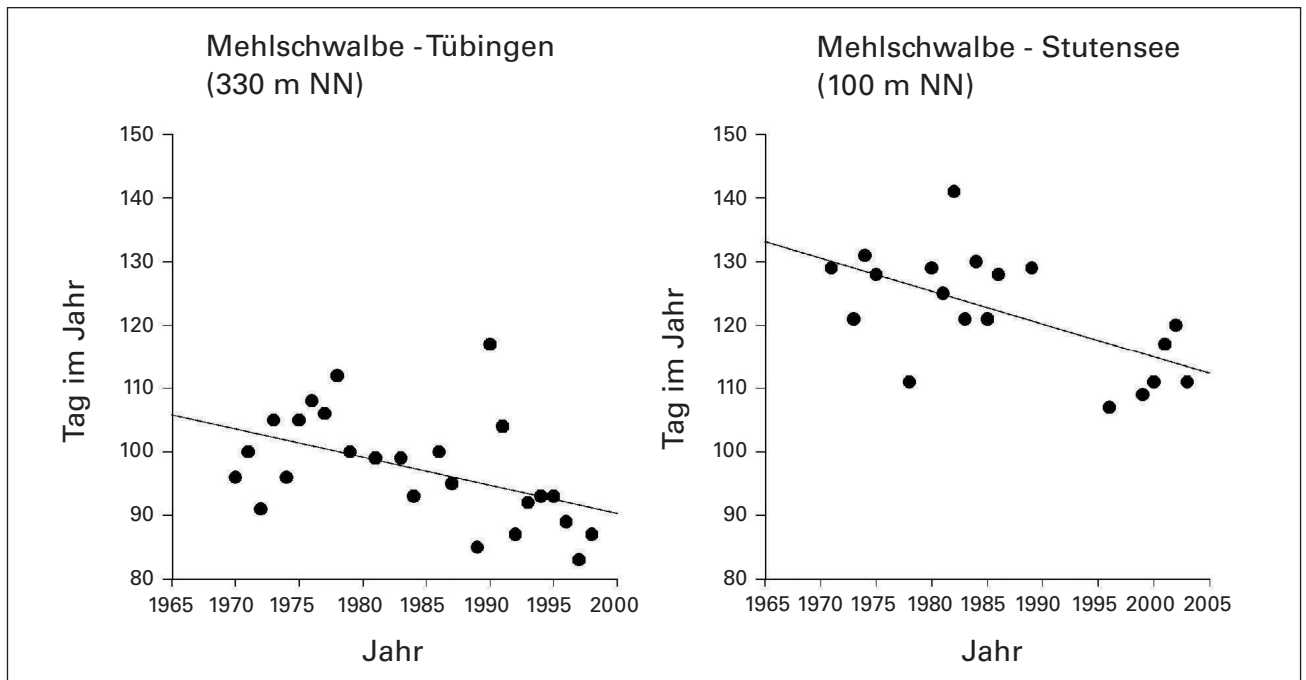 Mehlschwalbe - Tübingen
(330 m NN)
150
140
130
120
110
100
90
80
Tag im Jahr
1965 1970 1975 1980 1985 1990 1995 2000
Jahr
Mehlschwalbe - Stutensee
(100 m NN)
150
140
130
120
110
100
90
80
Tag im Jahr
1965 1970 1975 1980 1985 1990 1995 2000 2005
Jahr